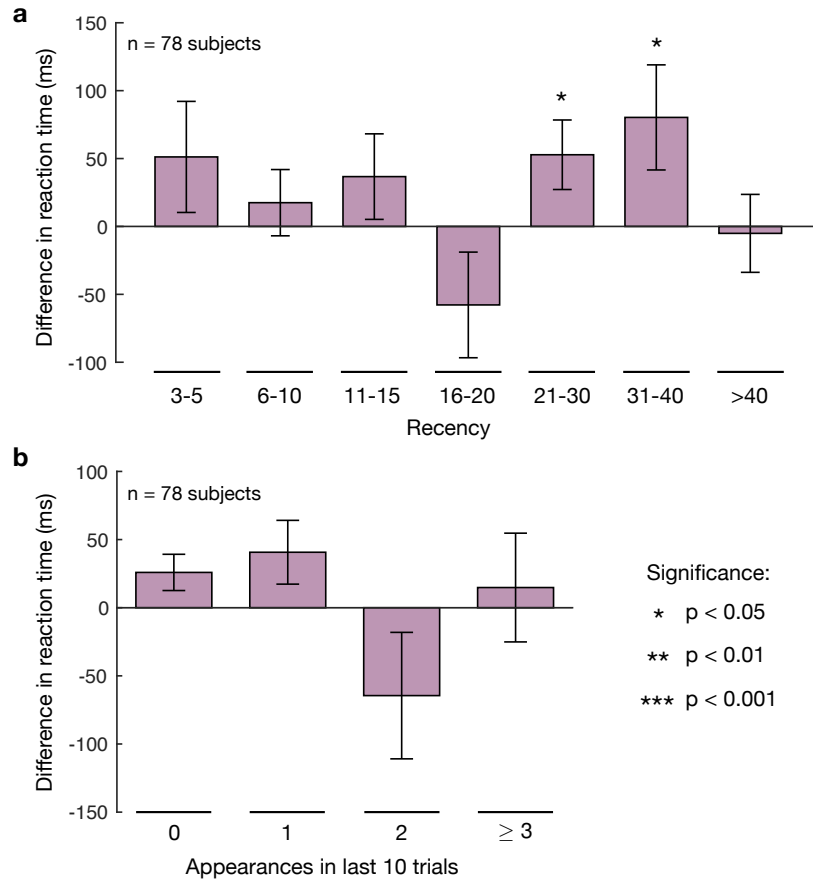 a
Difference in reaction time (ms)
n = 78 subjects
150
100
50
0
-50
-100
* *
3-5 6-10 11-15 16-20 21-30 31-40 >40
Recency
b
Difference in reaction time (ms)
n = 78 subjects
100
50
0
-50
-100
-150
0 1 2 ≥ 3
Appearances in last 10 trials
Significance:
* p < 0.05
** p < 0.01
*** p < 0.001